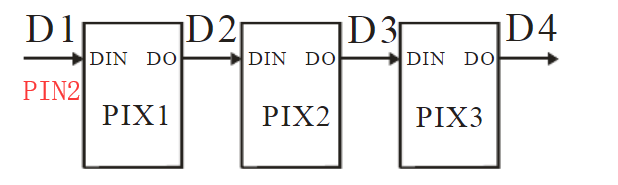 D1 D2 D3 D4
DIN DO DIN DO DIN DO
PIN2
PIX1 PIX2 PIX3